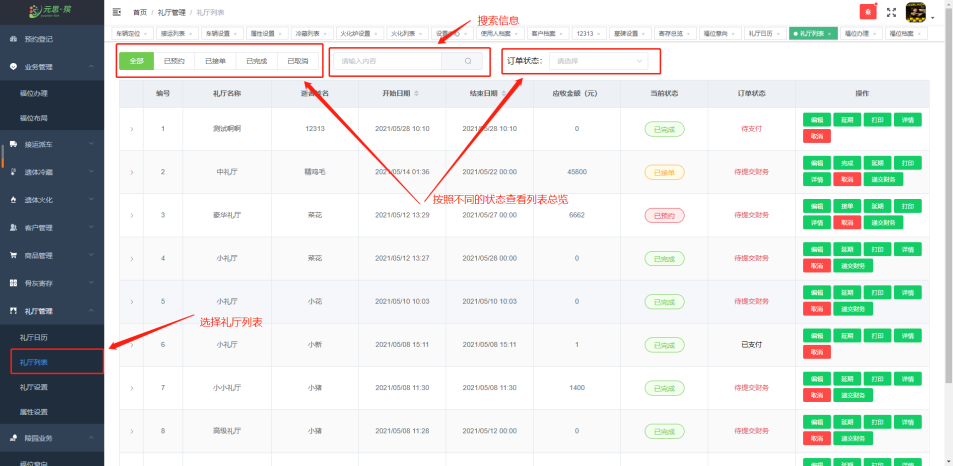 元思-殡
首页 / 礼厅管理 / 礼厅列表
车辆定位 接运列表 车辆设置 属性设置 冷藏列表 火化炉设置 火化列表 设置中心 使用人档案 客户档案 12313 墓碑设置 寄存总览 福位意向 礼厅日历 礼厅列表 福位办理 福位档案
搜索信息
全部 已预约 已接单 已完成 已取消 请输入内容 订单状态: 请选择
预约登记
业务管理
福位办理
福位布局
接运派车
遗体冷藏
遗体火化
客户管理
商品管理
骨灰寄存
礼厅管理
礼厅日历
礼厅列表
礼厅设置
属性设置
陵园业务
福位意向
编号 礼厅名称 开始日期 结束日期 应收金额（元） 当前状态 订单状态 操作
1 测试啊啊 12313 2021/05/28 10:10 2021/05/28 10:10 0 已完成 待支付 编辑 延期 打印 详情
取消
2 中礼厅 2021/05/14 01:36 2021/05/22 00:00 45800 已接单 待提交财务 编辑 完成 延期 打印
详情 取消 递交财务
按照不同的状态查看列表总览
3 豪华礼厅 菜花 2021/05/12 13:29 2021/05/27 00:00 6662 已预约 待提交财务 编辑 接单 延期 打印
详情 取消 递交财务
4 小礼厅 菜花 2021/05/12 13:27 2021/05/26 00:00 0 已完成 待提交财务 编辑 延期 打印 详情
取消 递交财务
5 小礼厅 小花 2021/05/10 10:03 2021/05/10 10:03 0 已完成 待提交财务 编辑 延期 打印 详情
取消 递交财务
选择礼厅列表
6 小礼厅 小新 2021/05/08 15:11 2021/05/08 15:11 1 已完成 已支付 编辑 延期 打印 详情
取消
7 小小礼厅 小猪 2021/05/08 11:30 2021/05/08 11:30 1400 已完成 待提交财务 编辑 延期 打印 详情
取消 递交财务
8 高级礼厅 小猪 2021/05/08 11:28 2021/05/12 00:00 0 已完成 待提交财务 编辑 延期 打印 详情
取消 递交财务
编辑 延期 打印 详情